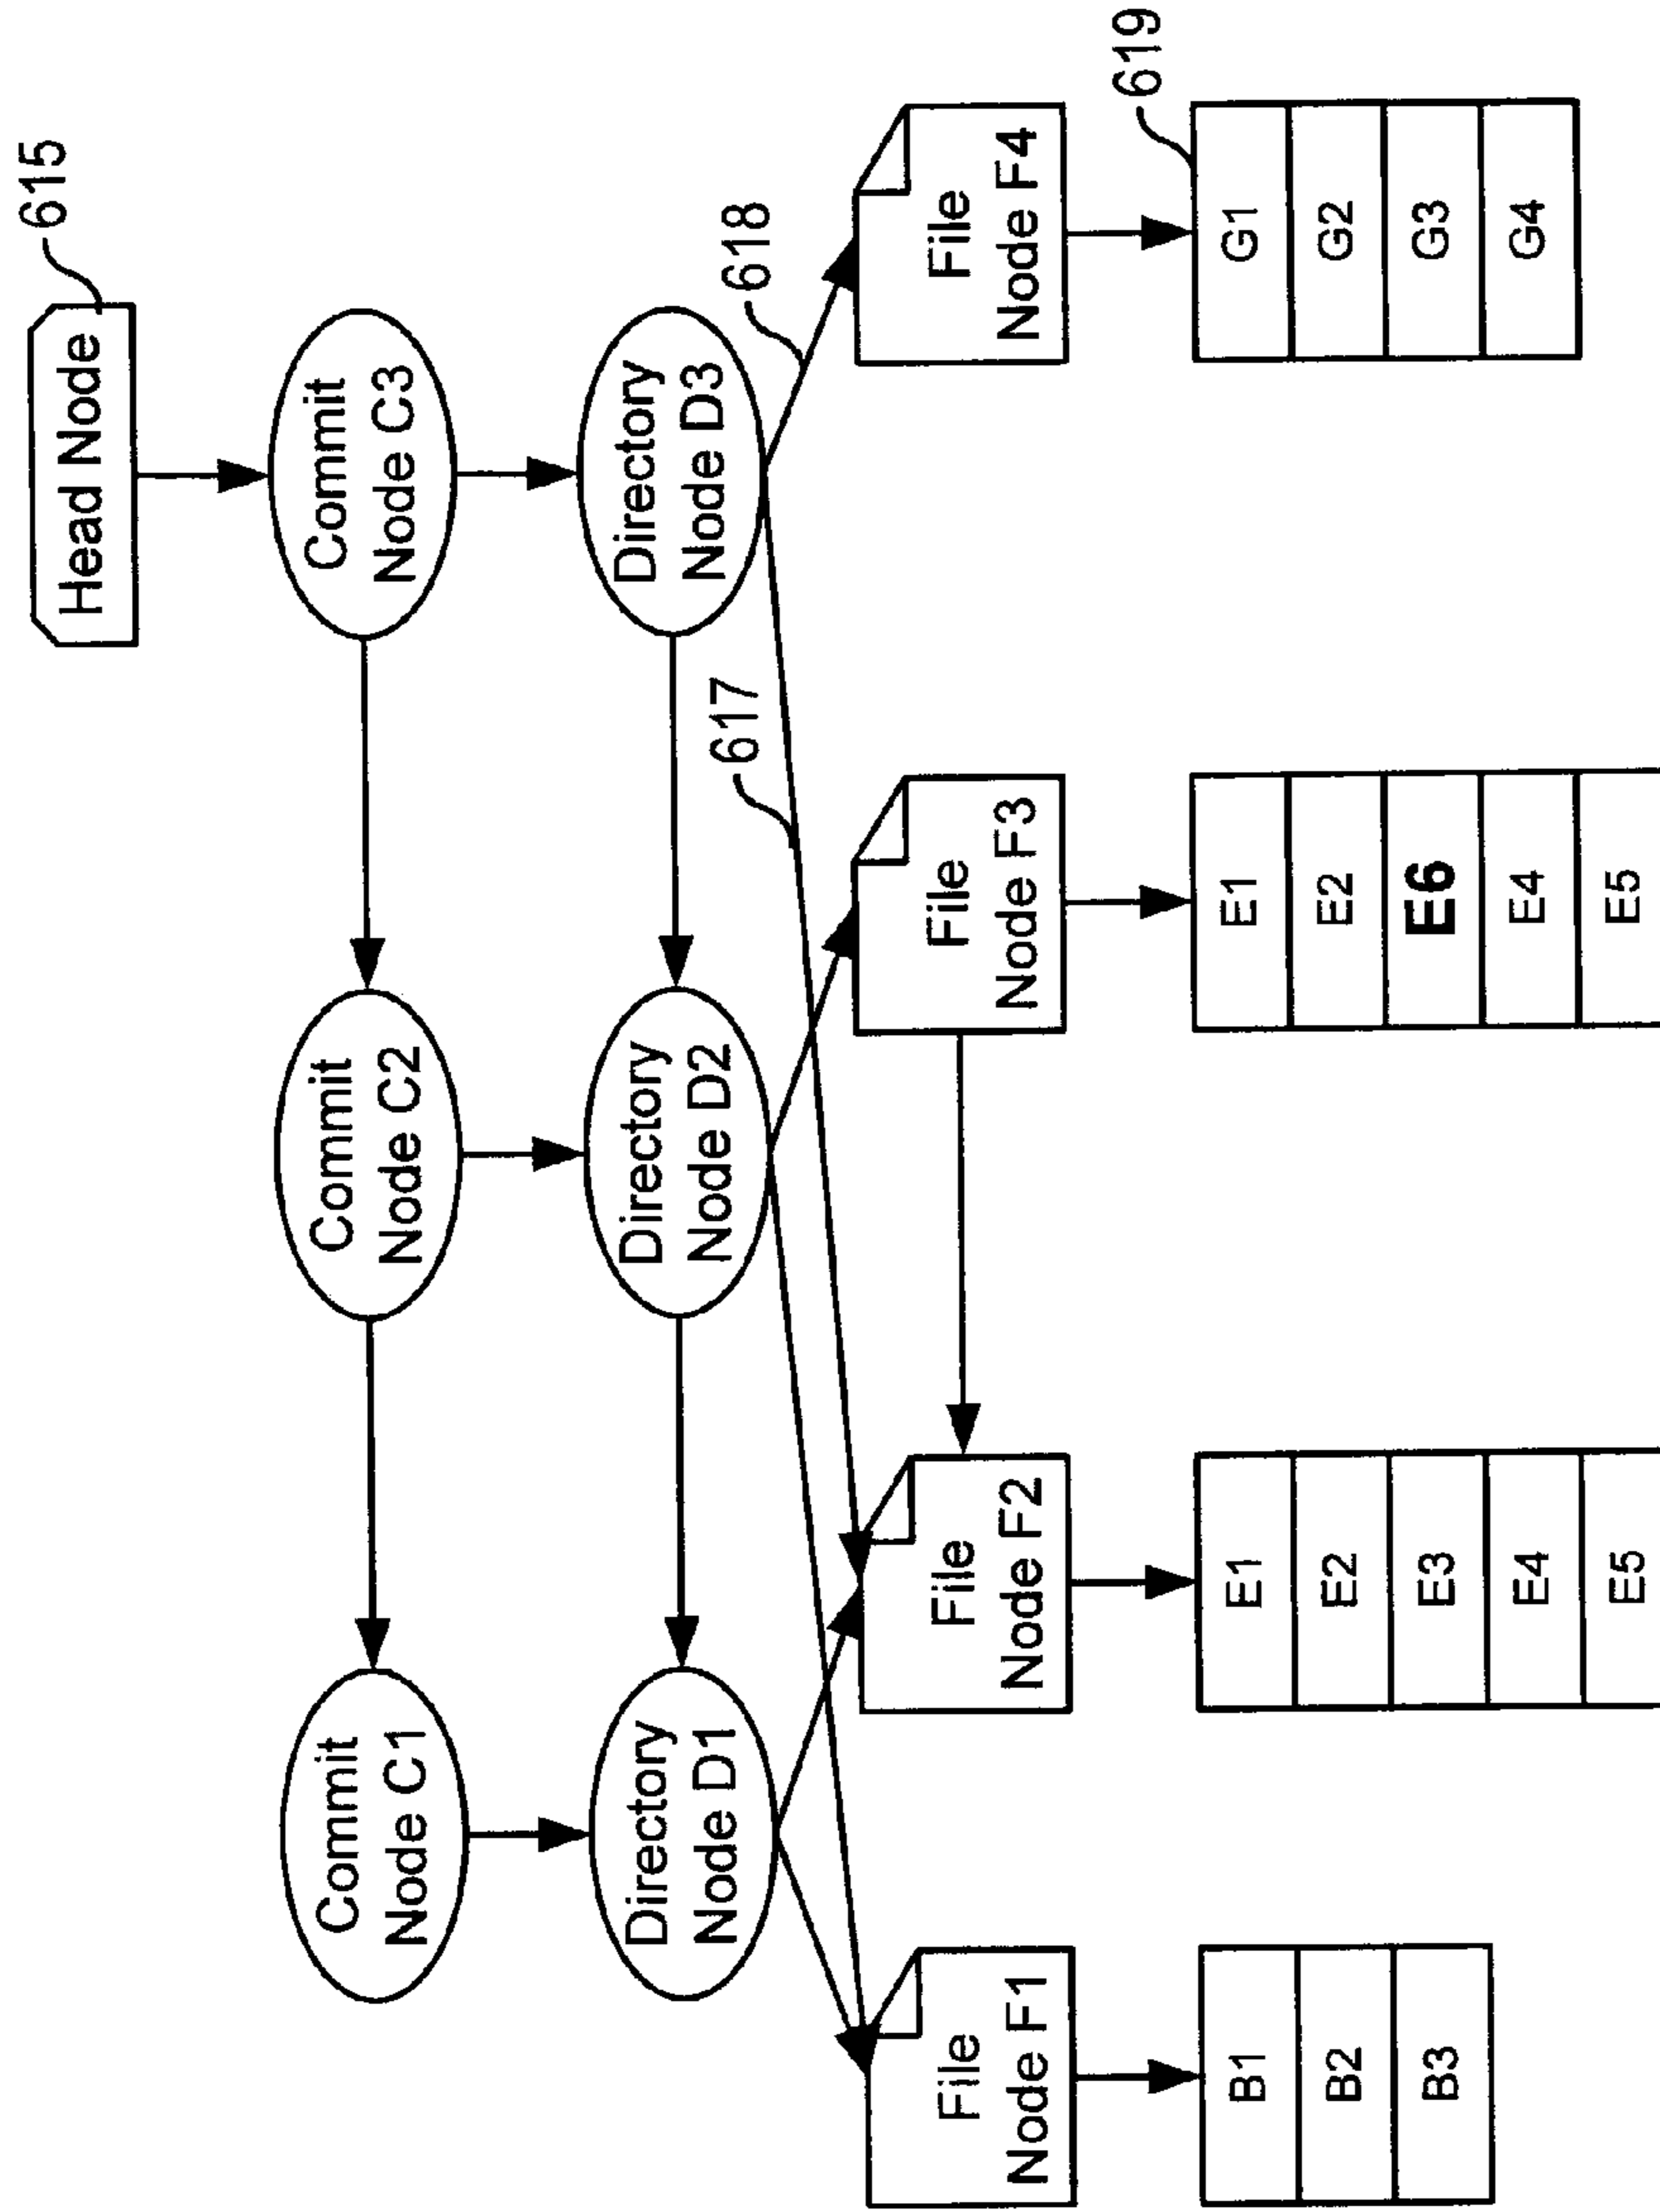 Head Node
615
Commit
Node C1
Commit
Node C2
Commit
Node C3
Directory
Node D1
Directory
Node D2
Directory
Node D3
617
618
File
Node F1
File
Node F2
File
Node F3
File
Node F4
619
B1
B2
B3
E1
E2
E3
E4
E5
E1
E2
E6
E4
E5
G1
G2
G3
G4